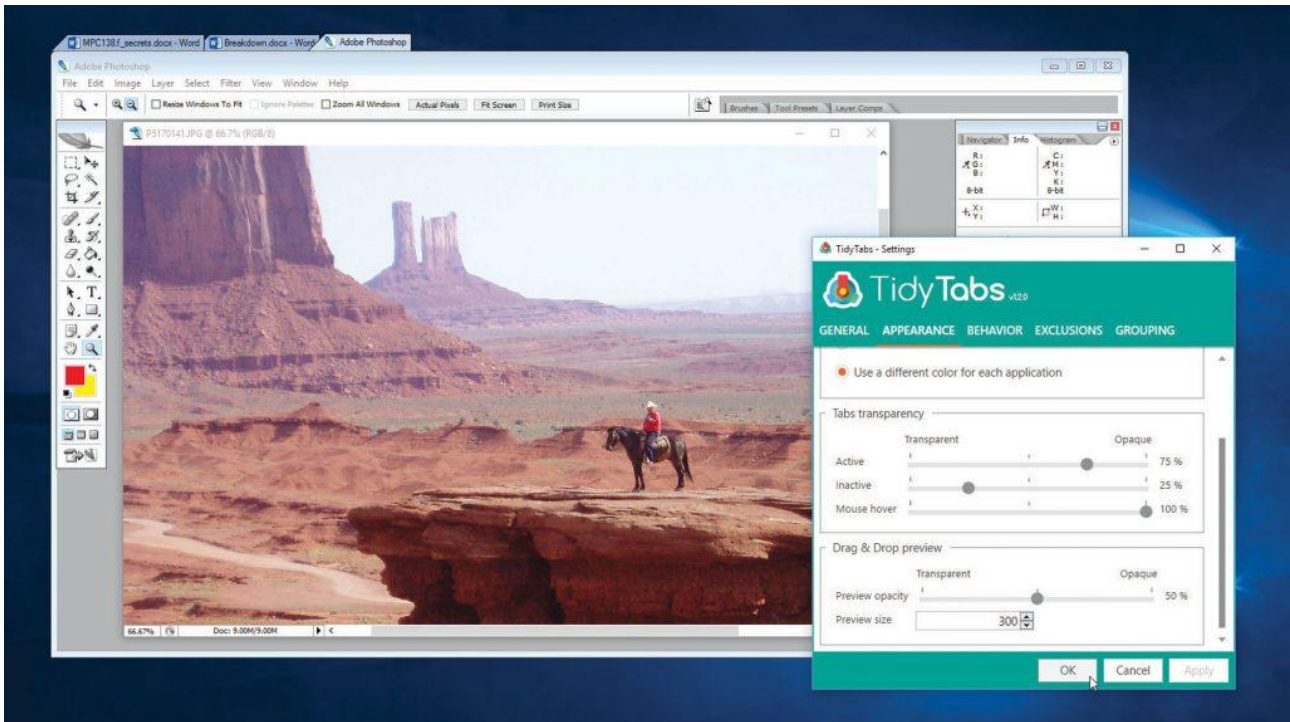 MPC138.f_secrets.docx - Word Breakdown.docx - Word Adobe Photoshop
Adobe Photoshop
File Edit Image Layer Select Filter View Window Help
Resize Windows To Fit Ignore Palettes Zoom All Windows Actual Pixels Fit Screen Print Size Brushes Tool Presets Layer Comps
P5170141.JPG @ 66.7% (RGB/8)
Navigator Info Histogram
R: C:
G: M:
B: Y:
K:
8-bit 8-bit
X: W:
Y: H:
T
66.67% Doc: 9.00M/9.00M
TidyTabs - Settings
TidyTabs v1.2.0
GENERAL APPEARANCE BEHAVIOR EXCLUSIONS GROUPING
Use a different color for each application
Tabs transparency
Transparent Opaque
Active 75 %
Inactive 25 %
Mouse hover 100 %
Drag & Drop preview
Transparent Opaque
Preview opacity 50 %
Preview size 300
OK Cancel Apply